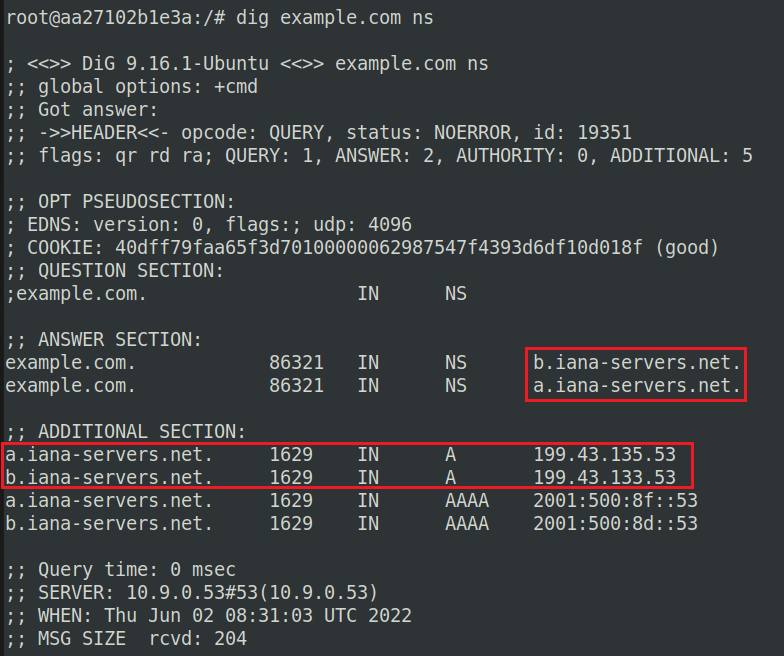 root@aa27102b1e3a:/# dig example.com ns
; <<>> DiG 9.16.1-Ubuntu <<>> example.com ns
;; global options: +cmd
;; Got answer:
;; ->>HEADER<<- opcode: QUERY, status: NOERROR, id: 19351
;; flags: qr rd ra; QUERY: 1, ANSWER: 2, AUTHORITY: 0, ADDITIONAL: 5
;; OPT PSEUDOSECTION:
; EDNS: version: 0, flags:; udp: 4096
; COOKIE: 40dff79faa65f3d70100000062987547f4393d6df10d018f (good)
;; QUESTION SECTION:
;example.com. IN NS
;; ANSWER SECTION:
example.com. 86321 IN NS b.iana-servers.net.
example.com. 86321 IN NS a.iana-servers.net.
;; ADDITIONAL SECTION:
a.iana-servers.net. 1629 IN A 199.43.135.53
b.iana-servers.net. 1629 IN A 199.43.133.53
a.iana-servers.net. 1629 IN AAAA 2001:500:8f::53
b.iana-servers.net. 1629 IN AAAA 2001:500:8d::53
;; Query time: 0 msec
;; SERVER: 10.9.0.53#53(10.9.0.53)
;; WHEN: Thu Jun 02 08:31:03 UTC 2022
;; MSG SIZE rcvd: 204